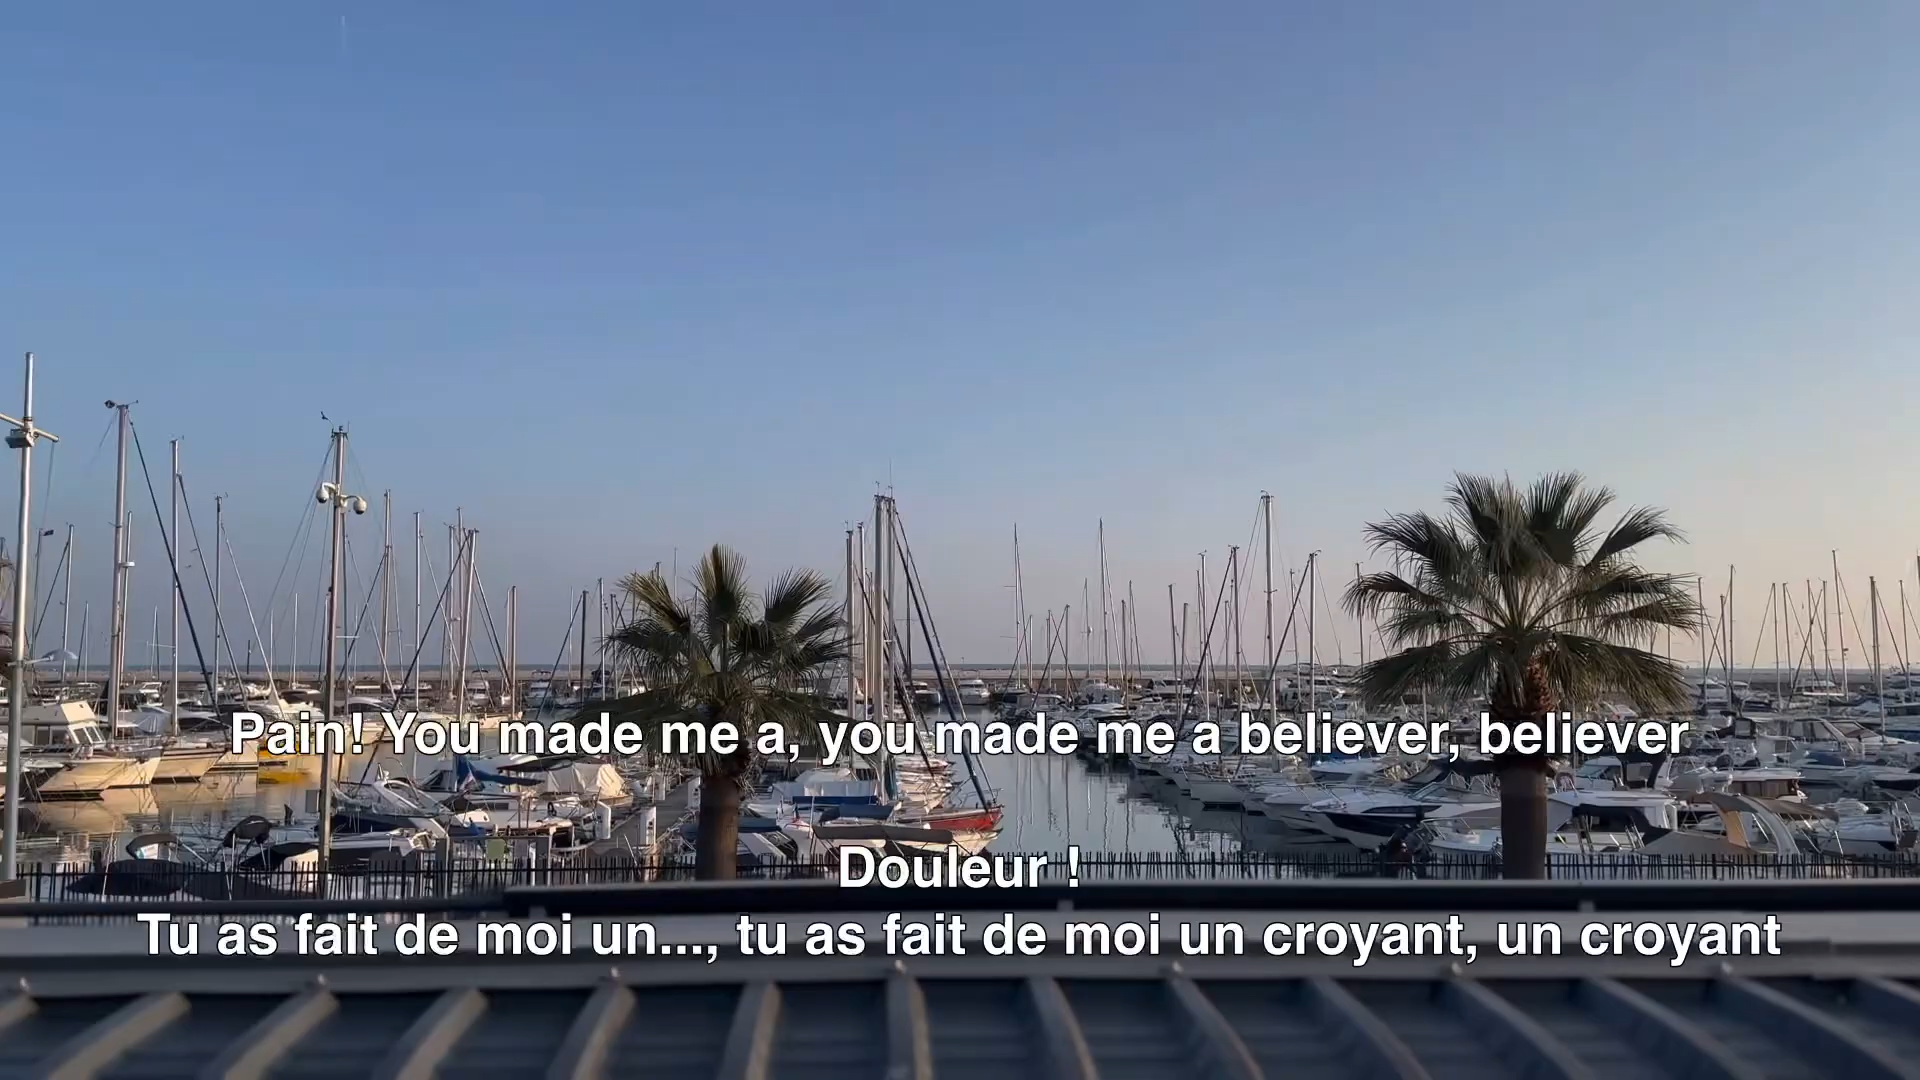 Pain! You made me a, you made me a believer, believer
Douleur !
Tu as fait de moi un..., tu as fait de moi un croyant, un croyant